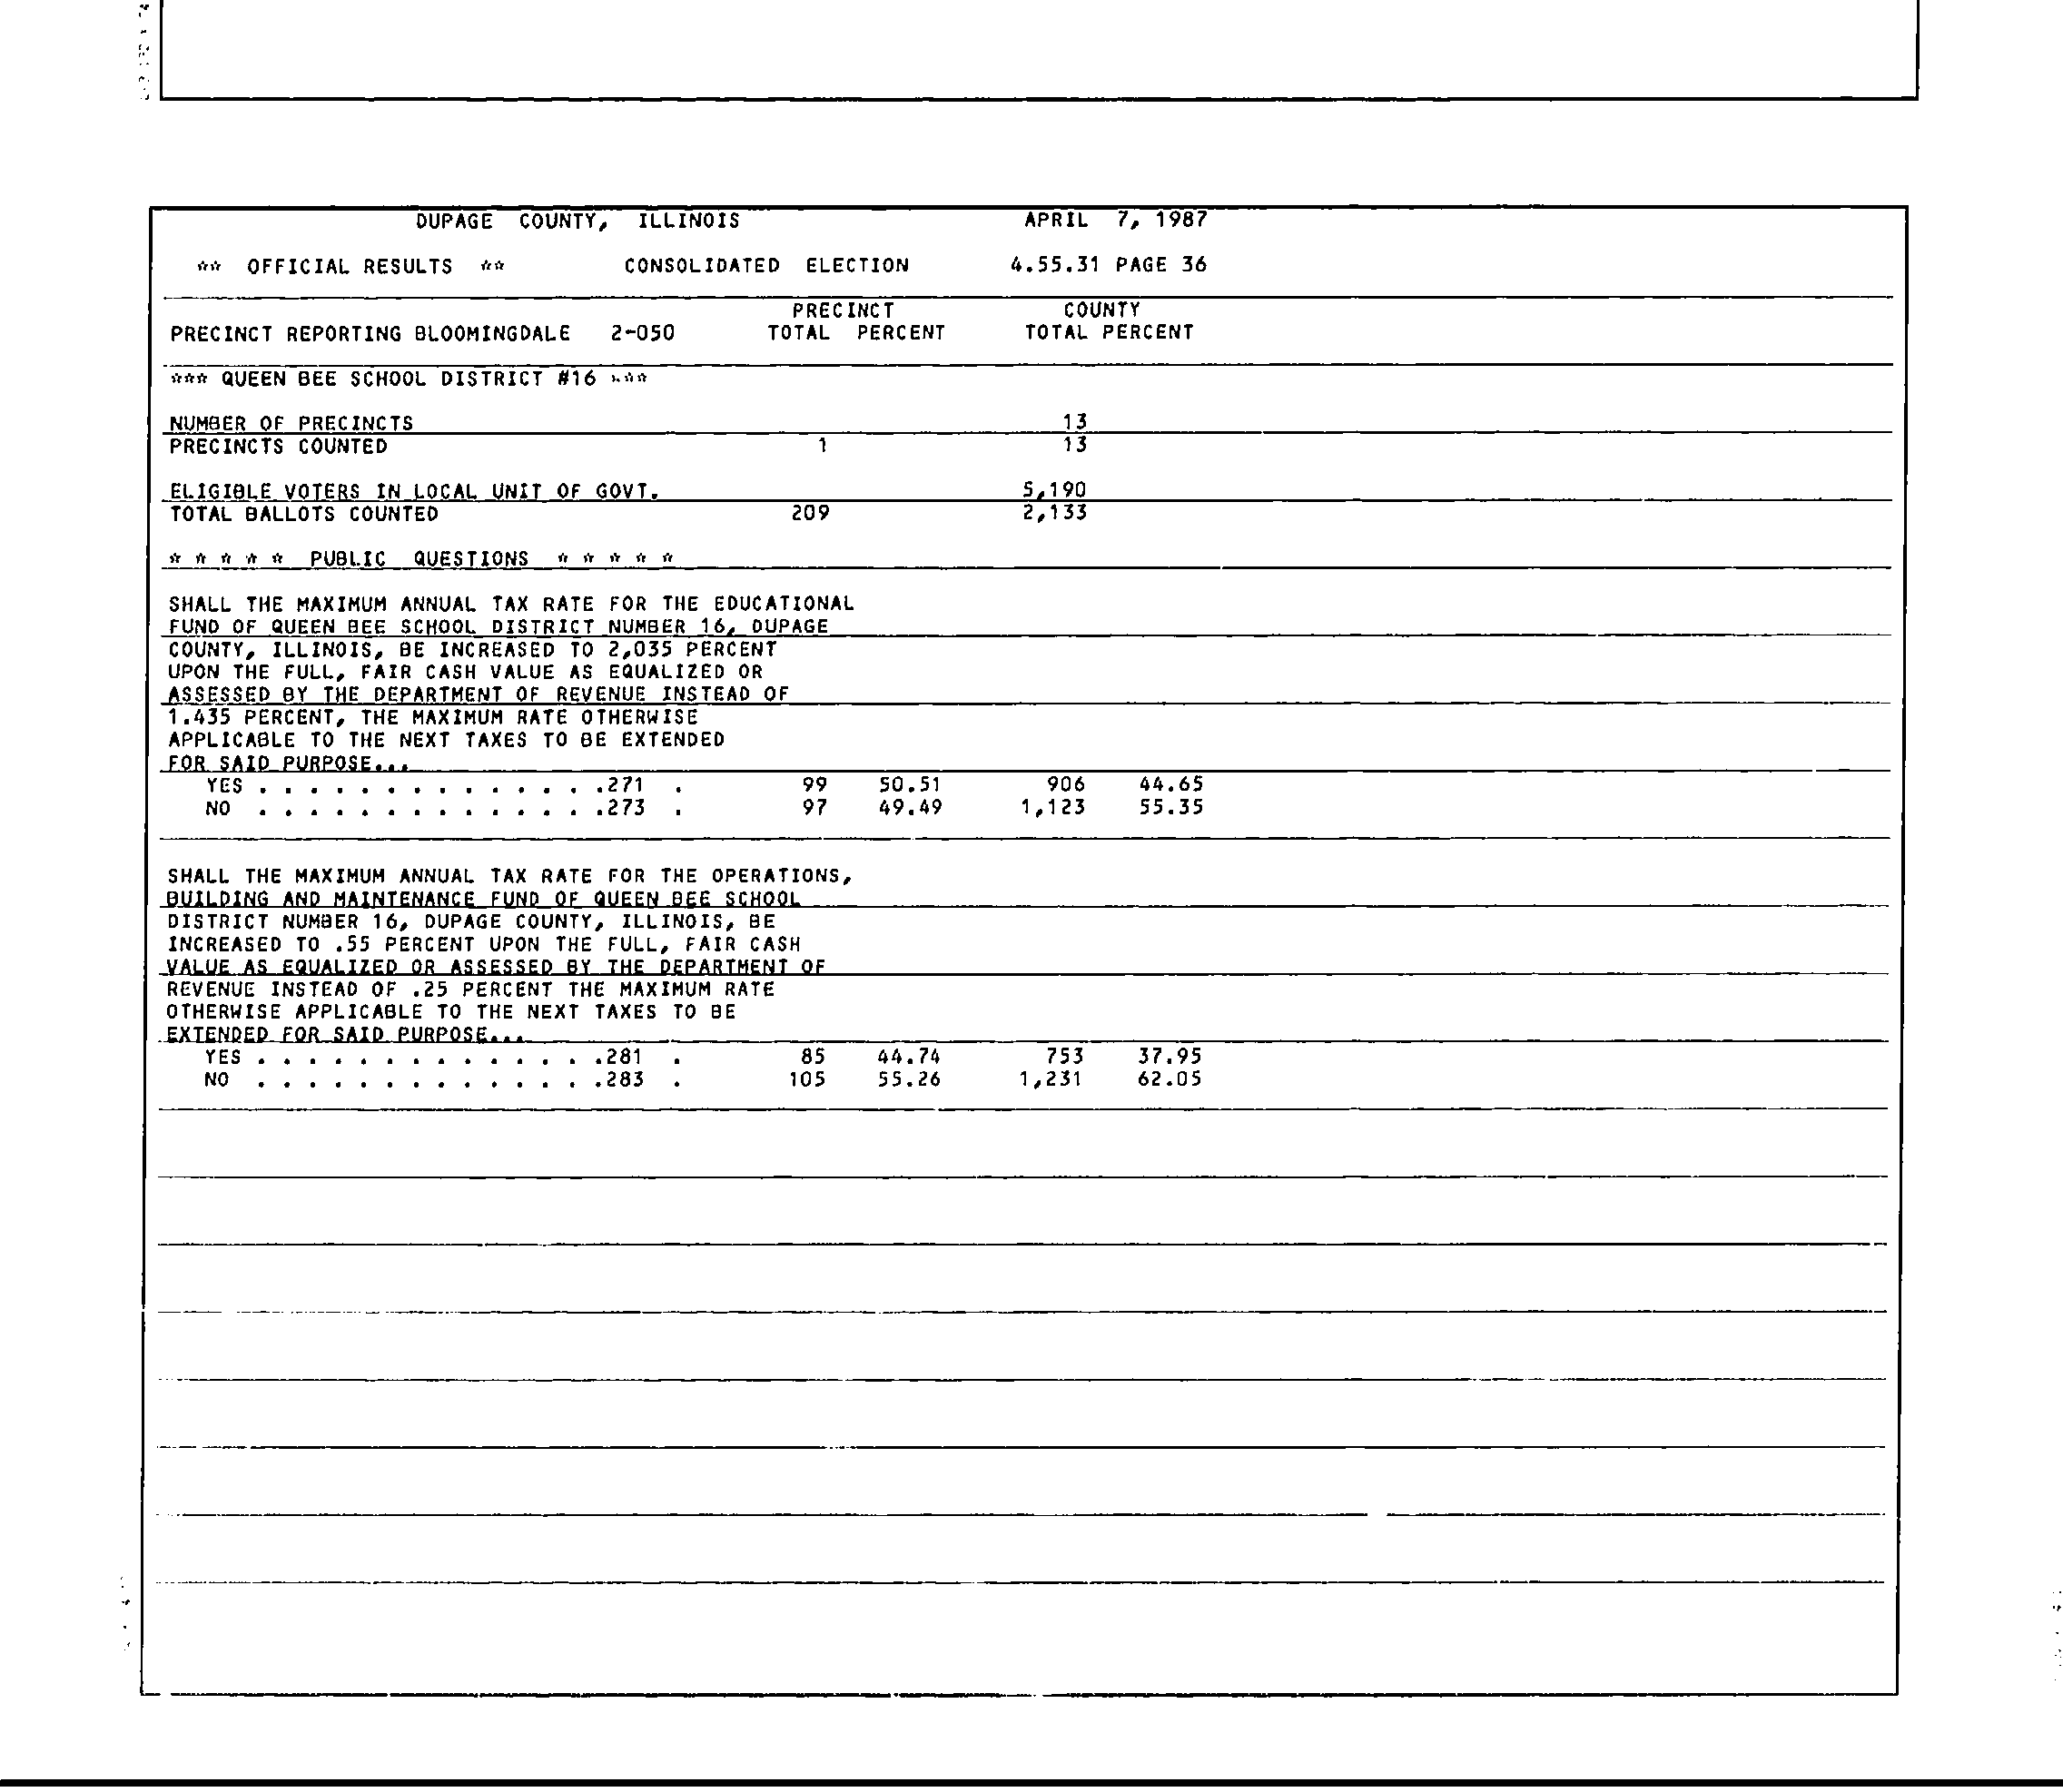 DUPAGE COUNTY, ILLINOIS APRIL 7, 1987
** OFFICIAL RESULTS ** CONSOLIDATED ELECTION 4.55.31 PAGE 36
PRECINCT COUNTY
PRECINCT REPORTING BLOOMINGDALE 2-050 TOTAL PERCENT TOTAL PERCENT
*** QUEEN BEE SCHOOL DISTRICT #16 ***
NUMBER OF PRECINCTS 13
PRECINCTS COUNTED 1 13
ELIGIBLE VOTERS IN LOCAL UNIT OF GOVT. 5,190
TOTAL BALLOTS COUNTED 209 2,133
* * * * * PUBLIC QUESTIONS * * * * *
SHALL THE MAXIMUM ANNUAL TAX RATE FOR THE EDUCATIONAL
FUND OF QUEEN BEE SCHOOL DISTRICT NUMBER 16, DUPAGE
COUNTY, ILLINOIS, BE INCREASED TO 2,035 PERCENT
UPON THE FULL, FAIR CASH VALUE AS EQUALIZED OR
ASSESSED BY THE DEPARTMENT OF REVENUE INSTEAD OF
1.435 PERCENT, THE MAXIMUM RATE OTHERWISE
APPLICABLE TO THE NEXT TAXES TO BE EXTENDED
FOR SAID PURPOSE...
YES . . . . . . . . . . . . . .271 . 99 50.51 906 44.65
NO . . . . . . . . . . . . . .273 . 97 49.49 1,123 55.35
SHALL THE MAXIMUM ANNUAL TAX RATE FOR THE OPERATIONS,
BUILDING AND MAINTENANCE FUND OF QUEEN BEE SCHOOL
DISTRICT NUMBER 16, DUPAGE COUNTY, ILLINOIS, BE
INCREASED TO .55 PERCENT UPON THE FULL, FAIR CASH
VALUE AS EQUALIZED OR ASSESSED BY THE DEPARTMENT OF
REVENUE INSTEAD OF .25 PERCENT THE MAXIMUM RATE
OTHERWISE APPLICABLE TO THE NEXT TAXES TO BE
EXTENDED FOR SAID PURPOSE...
YES . . . . . . . . . . . . . .281 . 85 44.74 753 37.95
NO . . . . . . . . . . . . . .283 . 105 55.26 1,231 62.05